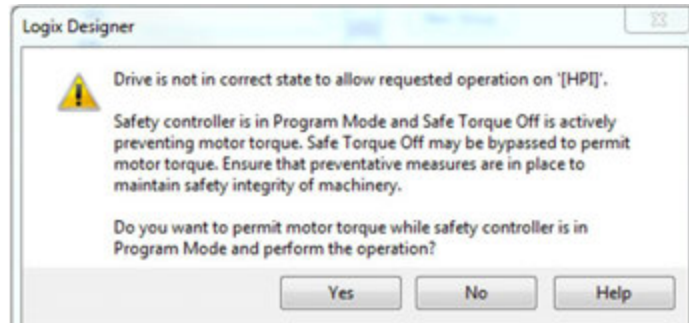 Logix Designer
Drive is not in correct state to allow requested operation on '[HPI]'.
Safety controller is in Program Mode and Safe Torque Off is actively
preventing motor torque. Safe Torque Off may be bypassed to permit
motor torque. Ensure that preventative measures are in place to
maintain safety integrity of machinery.
Do you want to permit motor torque while safety controller is in
Program Mode and perform the operation?
Yes No Help